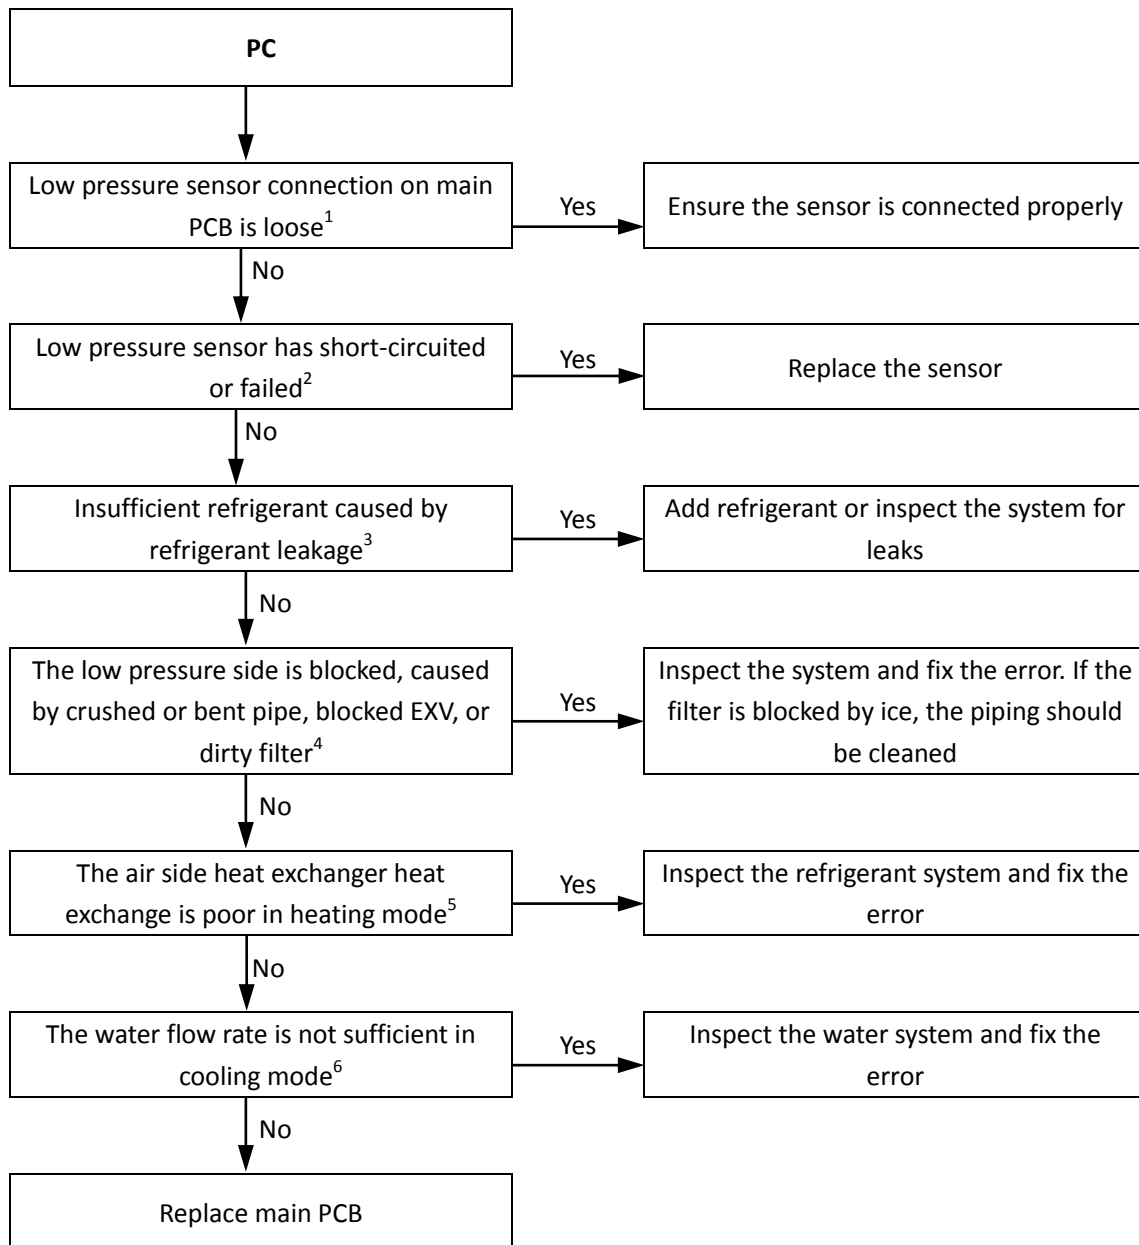 PC
Low pressure sensor connection on main
PCB is loose¹
Yes
Ensure the sensor is connected properly
No
Low pressure sensor has short-circuited
or failed²
Yes
Replace the sensor
No
Insufficient refrigerant caused by
refrigerant leakage³
Yes
Add refrigerant or inspect the system for
leaks
No
The low pressure side is blocked, caused
by crushed or bent pipe, blocked EXV, or
dirty filter⁴
Yes
Inspect the system and fix the error. If the
filter is blocked by ice, the piping should
be cleaned
No
The air side heat exchanger heat
exchange is poor in heating mode⁵
Yes
Inspect the refrigerant system and fix the
error
No
The water flow rate is not sufficient in
cooling mode⁶
Yes
Inspect the water system and fix the
error
No
Replace main PCB